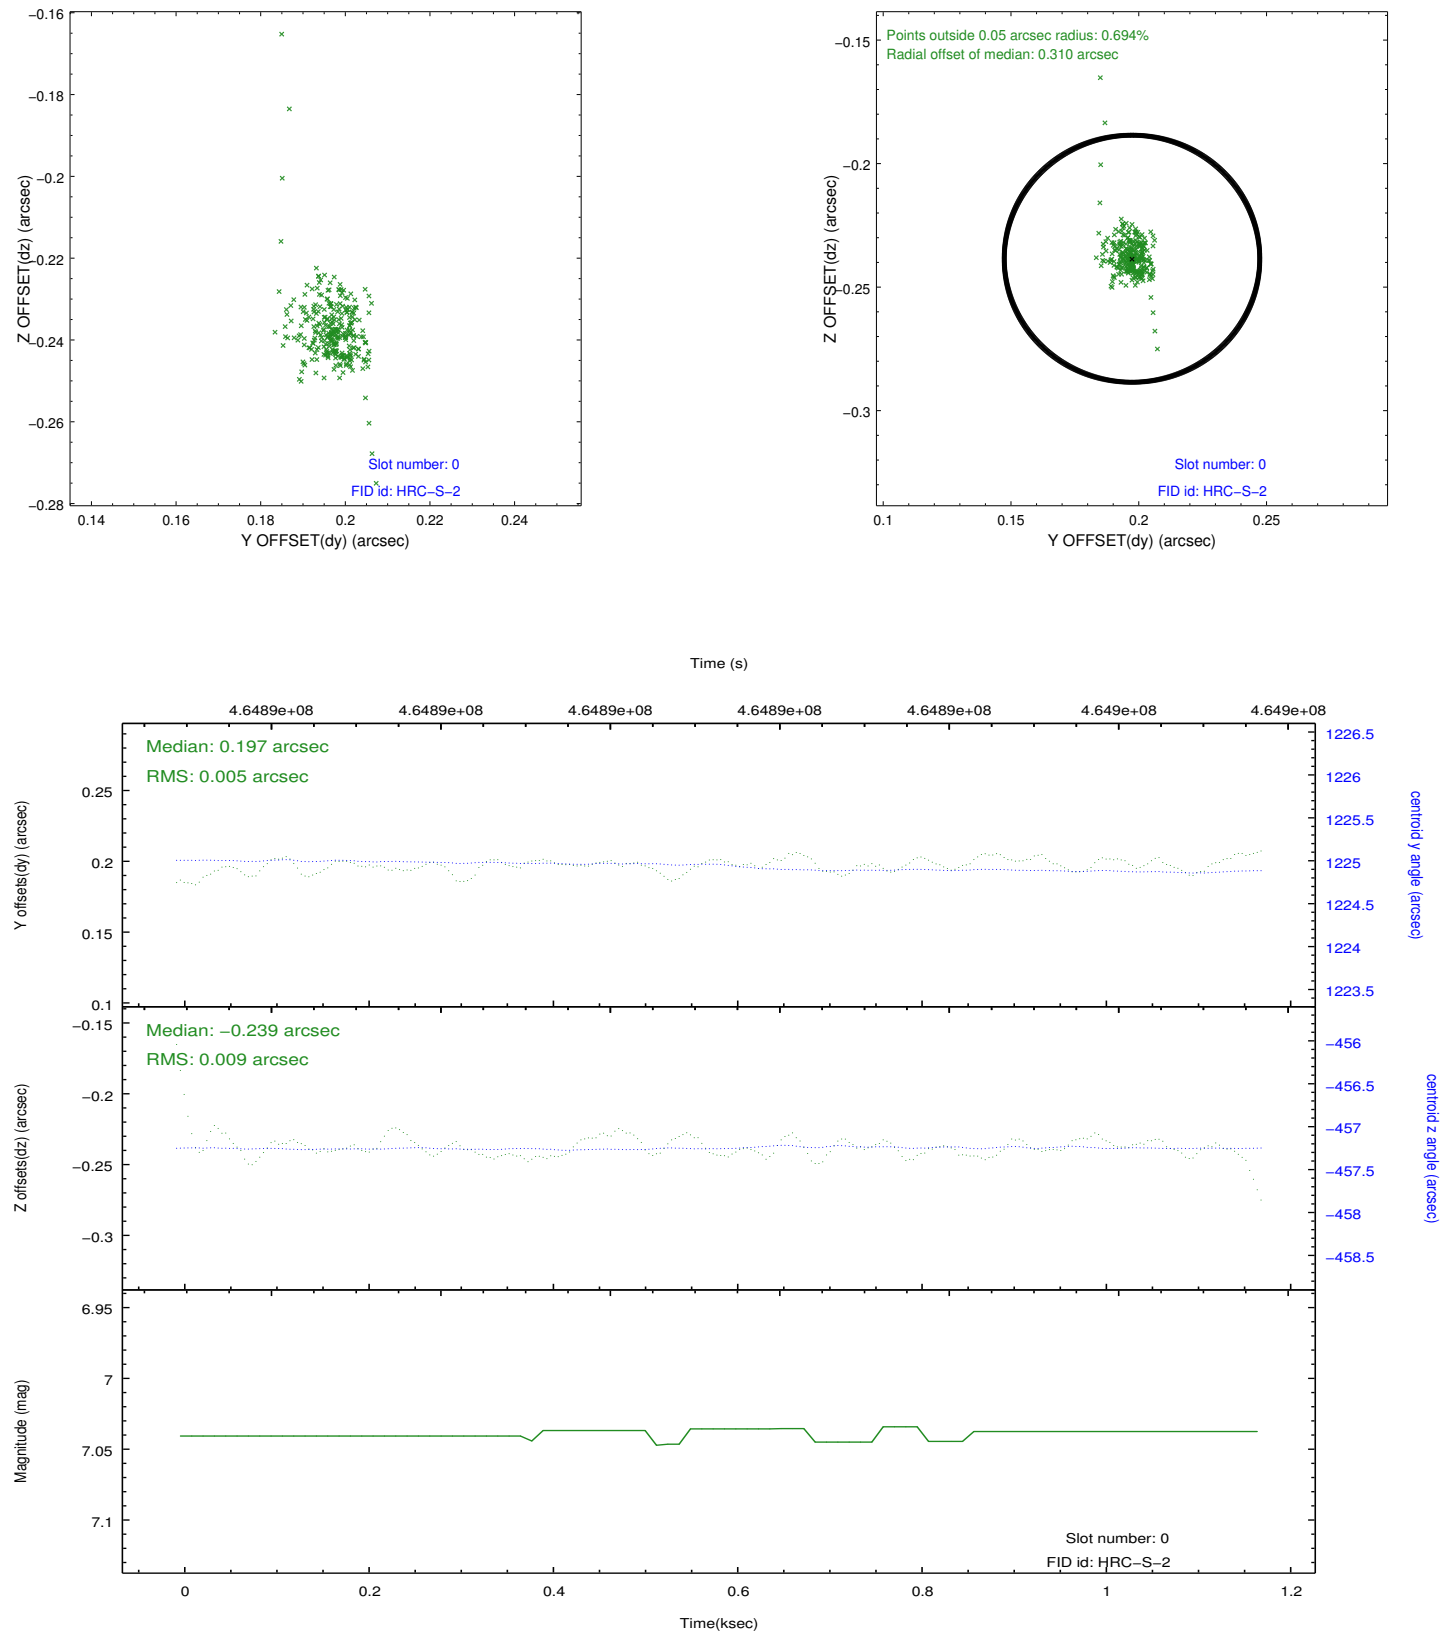 −0.16
−0.18
−0.2
−0.22
−0.24
−0.26
−0.28
Z OFFSET(dz) (arcsec)
Slot number: 0
FID id: HRC−S−2
0.14 0.16 0.18 0.2 0.22 0.24
Y OFFSET(dy) (arcsec)
Points outside 0.05 arcsec radius: 0.694%
Radial offset of median: 0.310 arcsec
−0.15
−0.2
−0.25
−0.3
Z OFFSET(dz) (arcsec)
Slot number: 0
FID id: HRC−S−2
0.1 0.15 0.2 0.25
Y OFFSET(dy) (arcsec)
Time (s)
4.6489e+08 4.6489e+08 4.6489e+08 4.6489e+08 4.6489e+08 4.649e+08 4.649e+08
Median: 0.197 arcsec
RMS: 0.005 arcsec
0.25
0.2
0.15
0.1
Y offsets(dy) (arcsec)
1226.5
1226
1225.5
1225
1224.5
1224
1223.5
centroid y angle (arcsec)
Median: −0.239 arcsec
RMS: 0.009 arcsec
−0.15
−0.2
−0.25
−0.3
Z offsets(dz) (arcsec)
−456
−456.5
−457
−457.5
−458
−458.5
centroid z angle (arcsec)
6.95
7
7.05
7.1
Magnitude (mag)
Slot number: 0
FID id: HRC−S−2
0 0.2 0.4 0.6 0.8 1 1.2
Time(ksec)